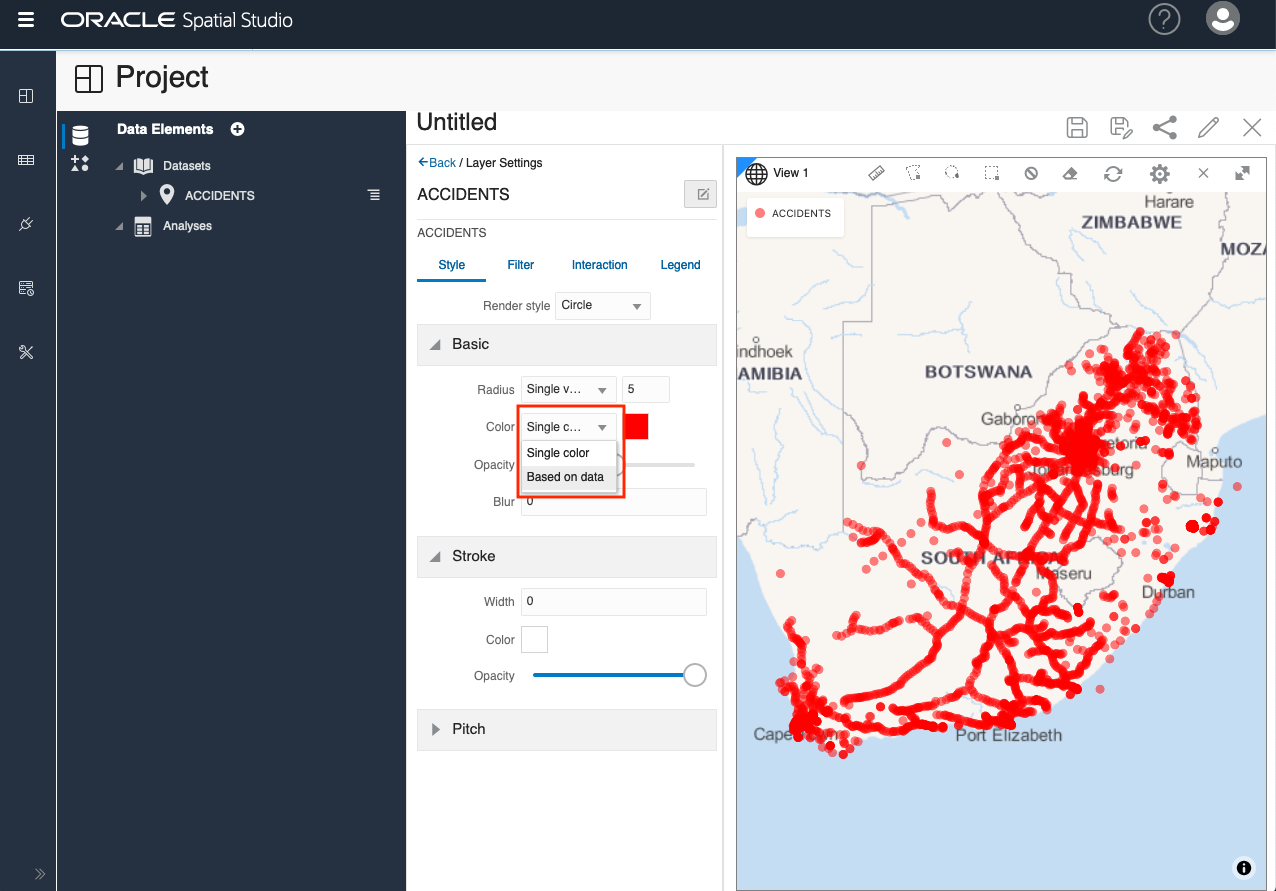 ORACLE Spatial Studio
Project
Data Elements
Datasets
ACCIDENTS
Analyses
Untitled
Back / Layer Settings
ACCIDENTS
ACCIDENTS
Style Filter Interaction Legend
Render style Circle
Basic
Radius Single v... 5
Color Single c...
Single color
Based on data
Opacity
Blur 0
Stroke
Width 0
Color
Opacity
Pitch
View 1
ACCIDENTS
Harare
ZIMBABWE
MOZA
indhoek
AMIBIA
BOTSWANA
Gaboro
etoria
burg
Maputo
SOUTH AFRICA
Maseru
Durban
Cape
Port Elizabeth